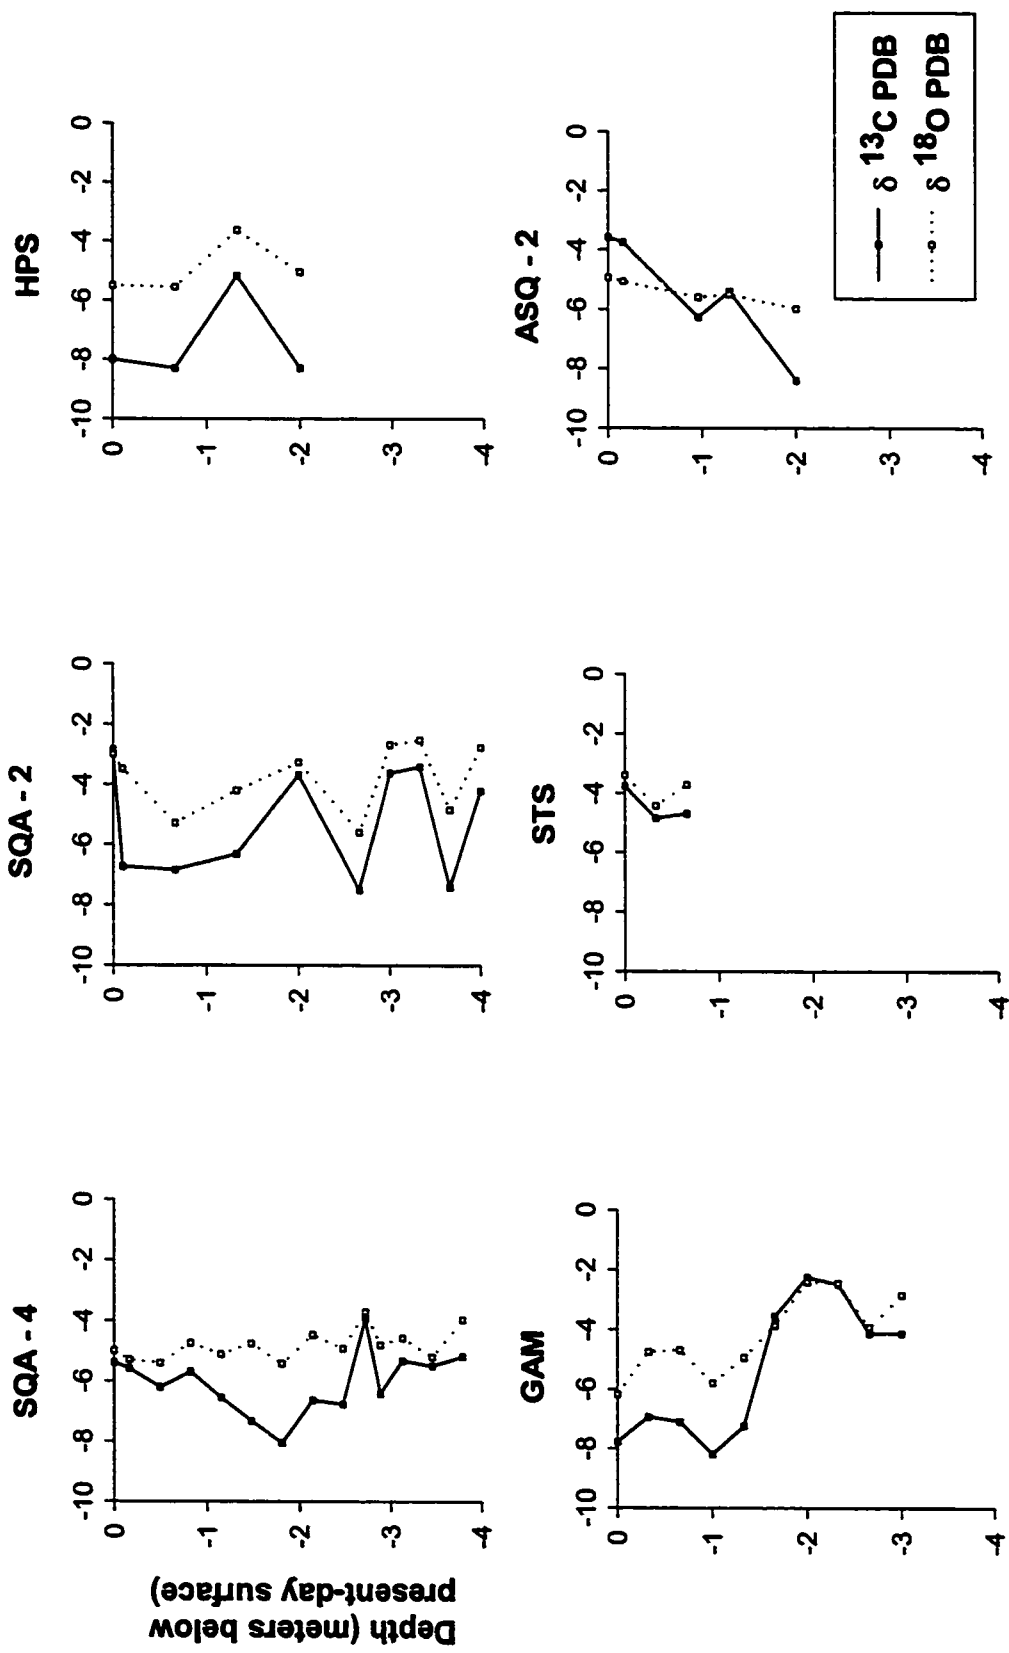 SQA - 4
-10 -8 -6 -4 -2 0
0
-1
-2
-3
-4
Depth (meters below
present-day surface)
SQA - 2
-10 -8 -6 -4 -2 0
0
-1
-2
-3
-4
HPS
-10 -8 -6 -4 -2 0
0
-1
-2
-3
-4
GAM
-10 -8 -6 -4 -2 0
0
-1
-2
-3
-4
STS
-10 -8 -6 -4 -2 0
0
-1
-2
-3
-4
ASQ - 2
-10 -8 -6 -4 -2 0
0
-1
-2
-3
-4
δ 13C PDB
δ 18O PDB